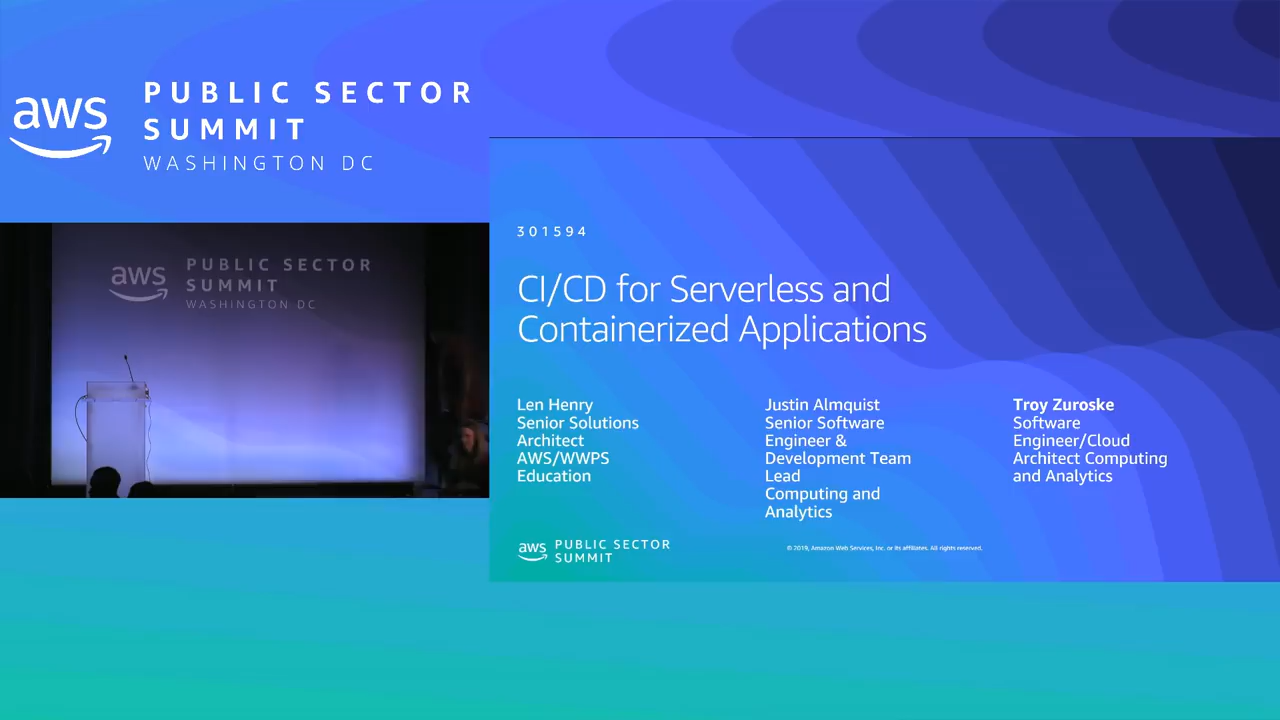 aws
PUBLIC SECTOR
SUMMIT
WASHINGTON DC
aws
PUBLIC SECTOR
SUMMIT
WASHINGTON DC
301594
CI/CD for Serverless and
Containerized Applications
Len Henry
Senior Solutions
Architect
AWS/WWPS
Education
Justin Almquist
Senior Software
Engineer &
Development Team
Lead
Computing and
Analytics
Troy Zuroske
Software
Engineer/Cloud
Architect Computing
and Analytics
aws
PUBLIC SECTOR
SUMMIT
© 2019, Amazon Web Services, Inc. or its affiliates. All rights reserved.